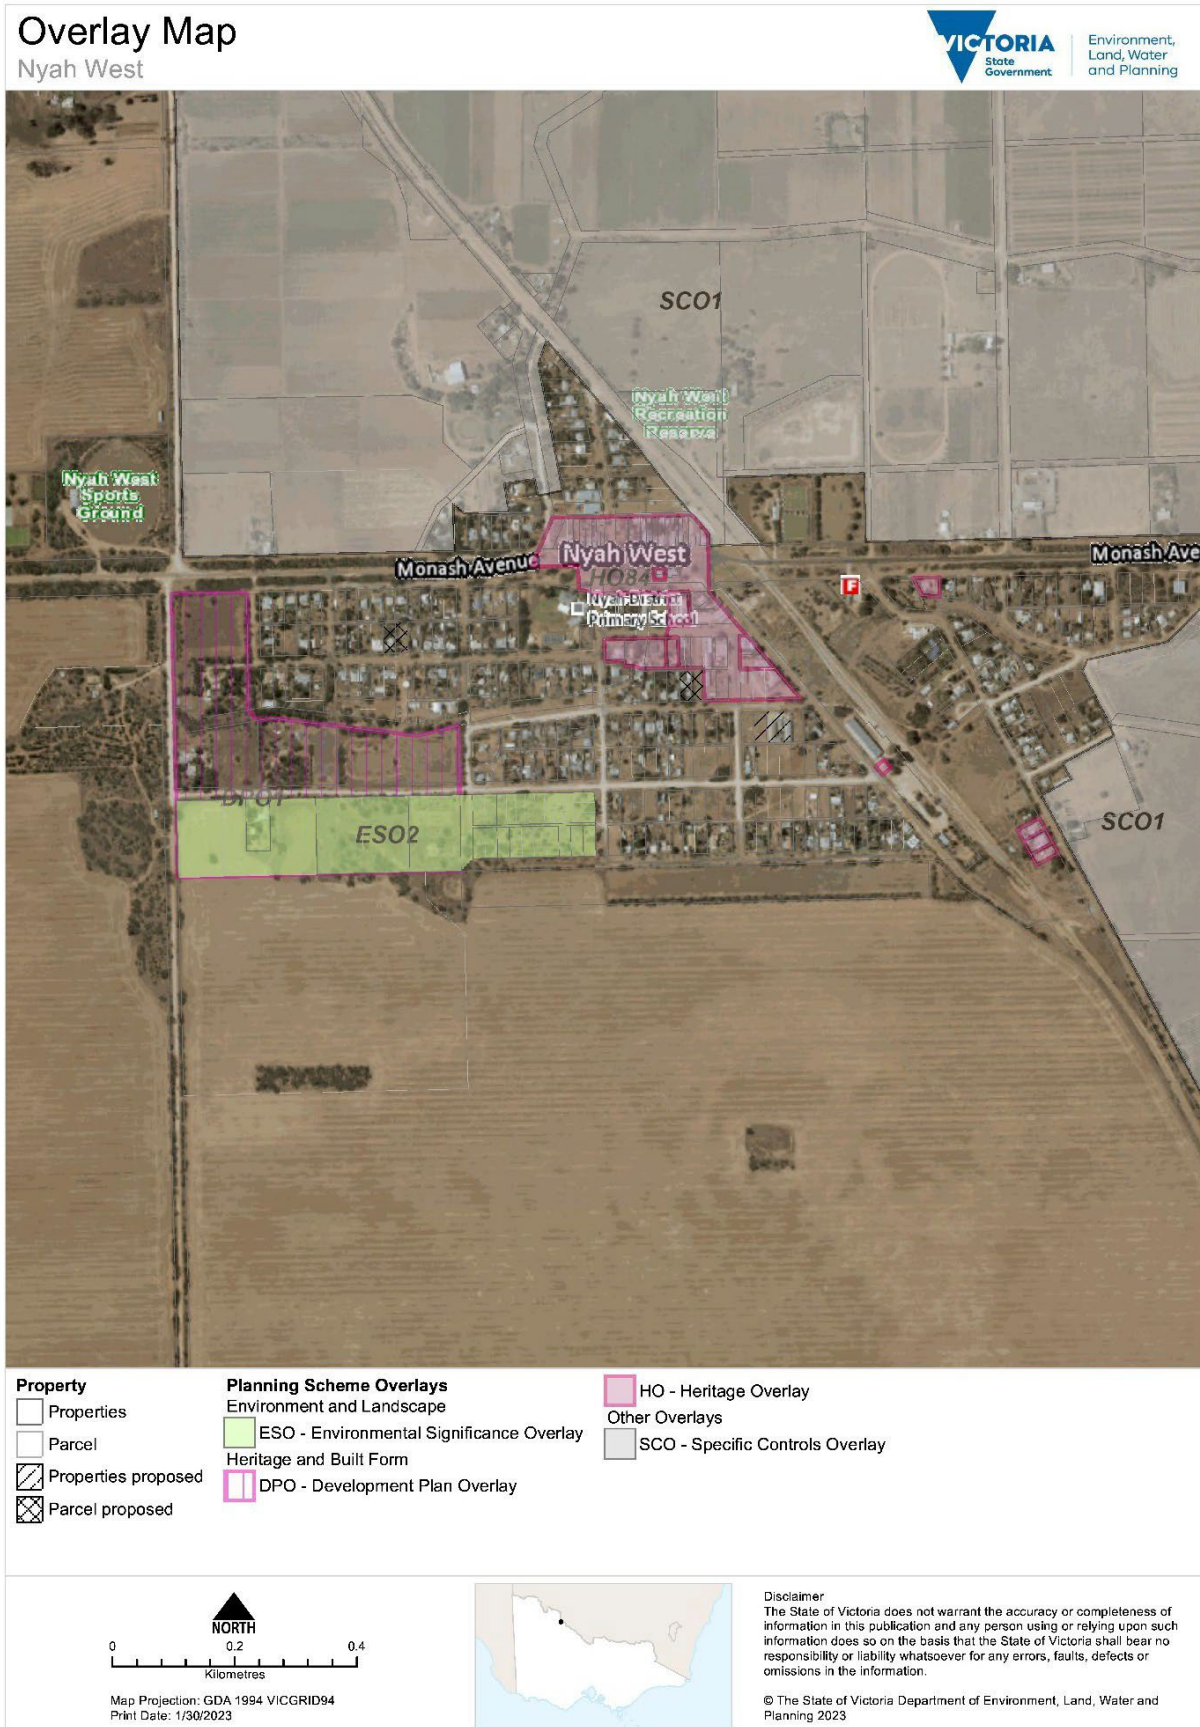 Overlay Map
Nyah West
VICTORIA
State
Government
Environment,
Land, Water
and Planning
SCO1
Nyah West
Recreation
Reserve
Nyah West
Sports
Ground
Monash Avenue
Nyah West
Monash Ave
HO84
F
Nyah District
Primary School
DPO1
ESO2
SCO1
Property
Properties
Parcel
Properties proposed
Parcel proposed
Planning Scheme Overlays
Environment and Landscape
ESO - Environmental Significance Overlay
Heritage and Built Form
DPO - Development Plan Overlay
HO - Heritage Overlay
Other Overlays
SCO - Specific Controls Overlay
NORTH
0 0.2 0.4
Kilometres
Map Projection: GDA 1994 VICGRID94
Print Date: 1/30/2023
Disclaimer
The State of Victoria does not warrant the accuracy or completeness of
information in this publication and any person using or relying upon such
information does so on the basis that the State of Victoria shall bear no
responsibility or liability whatsoever for any errors, faults, defects or
omissions in the information.
© The State of Victoria Department of Environment, Land, Water and
Planning 2023